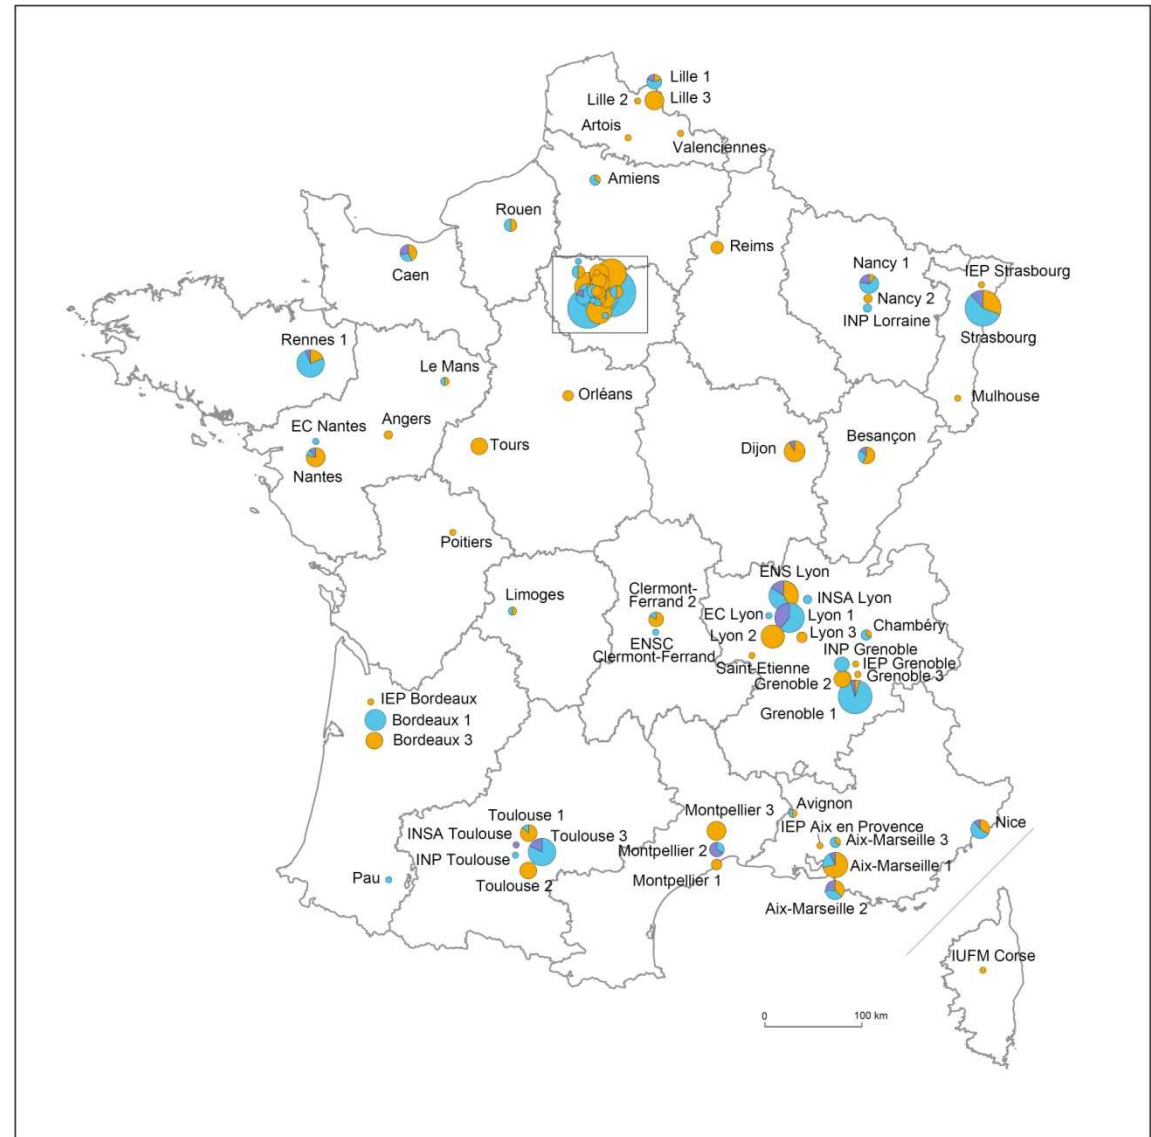 Lille 1
Lille 2
Lille 3
Artois
Valenciennes
Amiens
Rouen
Reims
Caen
Nancy 1
IEP Strasbourg
Nancy 2
INP Lorraine
Strasbourg
Rennes 1
Le Mans
Orléans
Mulhouse
EC Nantes
Angers
Nantes
Tours
Dijon
Besançon
Poitiers
Limoges
Clermont-
Ferrand 2
ENSC
Clermont-Ferrand
ENS Lyon
INSA Lyon
EC Lyon
Lyon 1
Lyon 2
Lyon 3
Chambéry
Saint-Etienne
INP Grenoble
IEP Grenoble
Grenoble 3
Grenoble 2
Grenoble 1
IEP Bordeaux
Bordeaux 1
Bordeaux 3
Toulouse 1
INSA Toulouse
Toulouse 3
INP Toulouse
Toulouse 2
Pau
Montpellier 3
Montpellier 2
Montpellier 1
Avignon
IEP Aix en Provence
Aix-Marseille 3
Nice
Aix-Marseille 1
Aix-Marseille 2
IUFM Corse
0
100 km